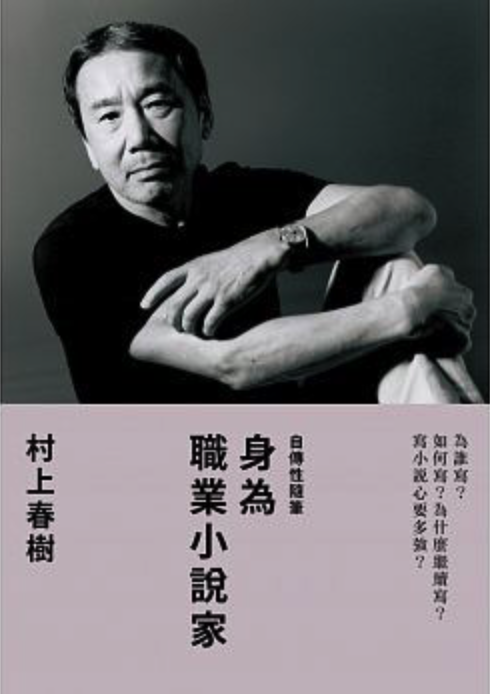 為誰寫？
如何寫？為什麼繼續寫？
寫小說心要多強？
自傳性隨筆
身為
職業小說家
村上春樹